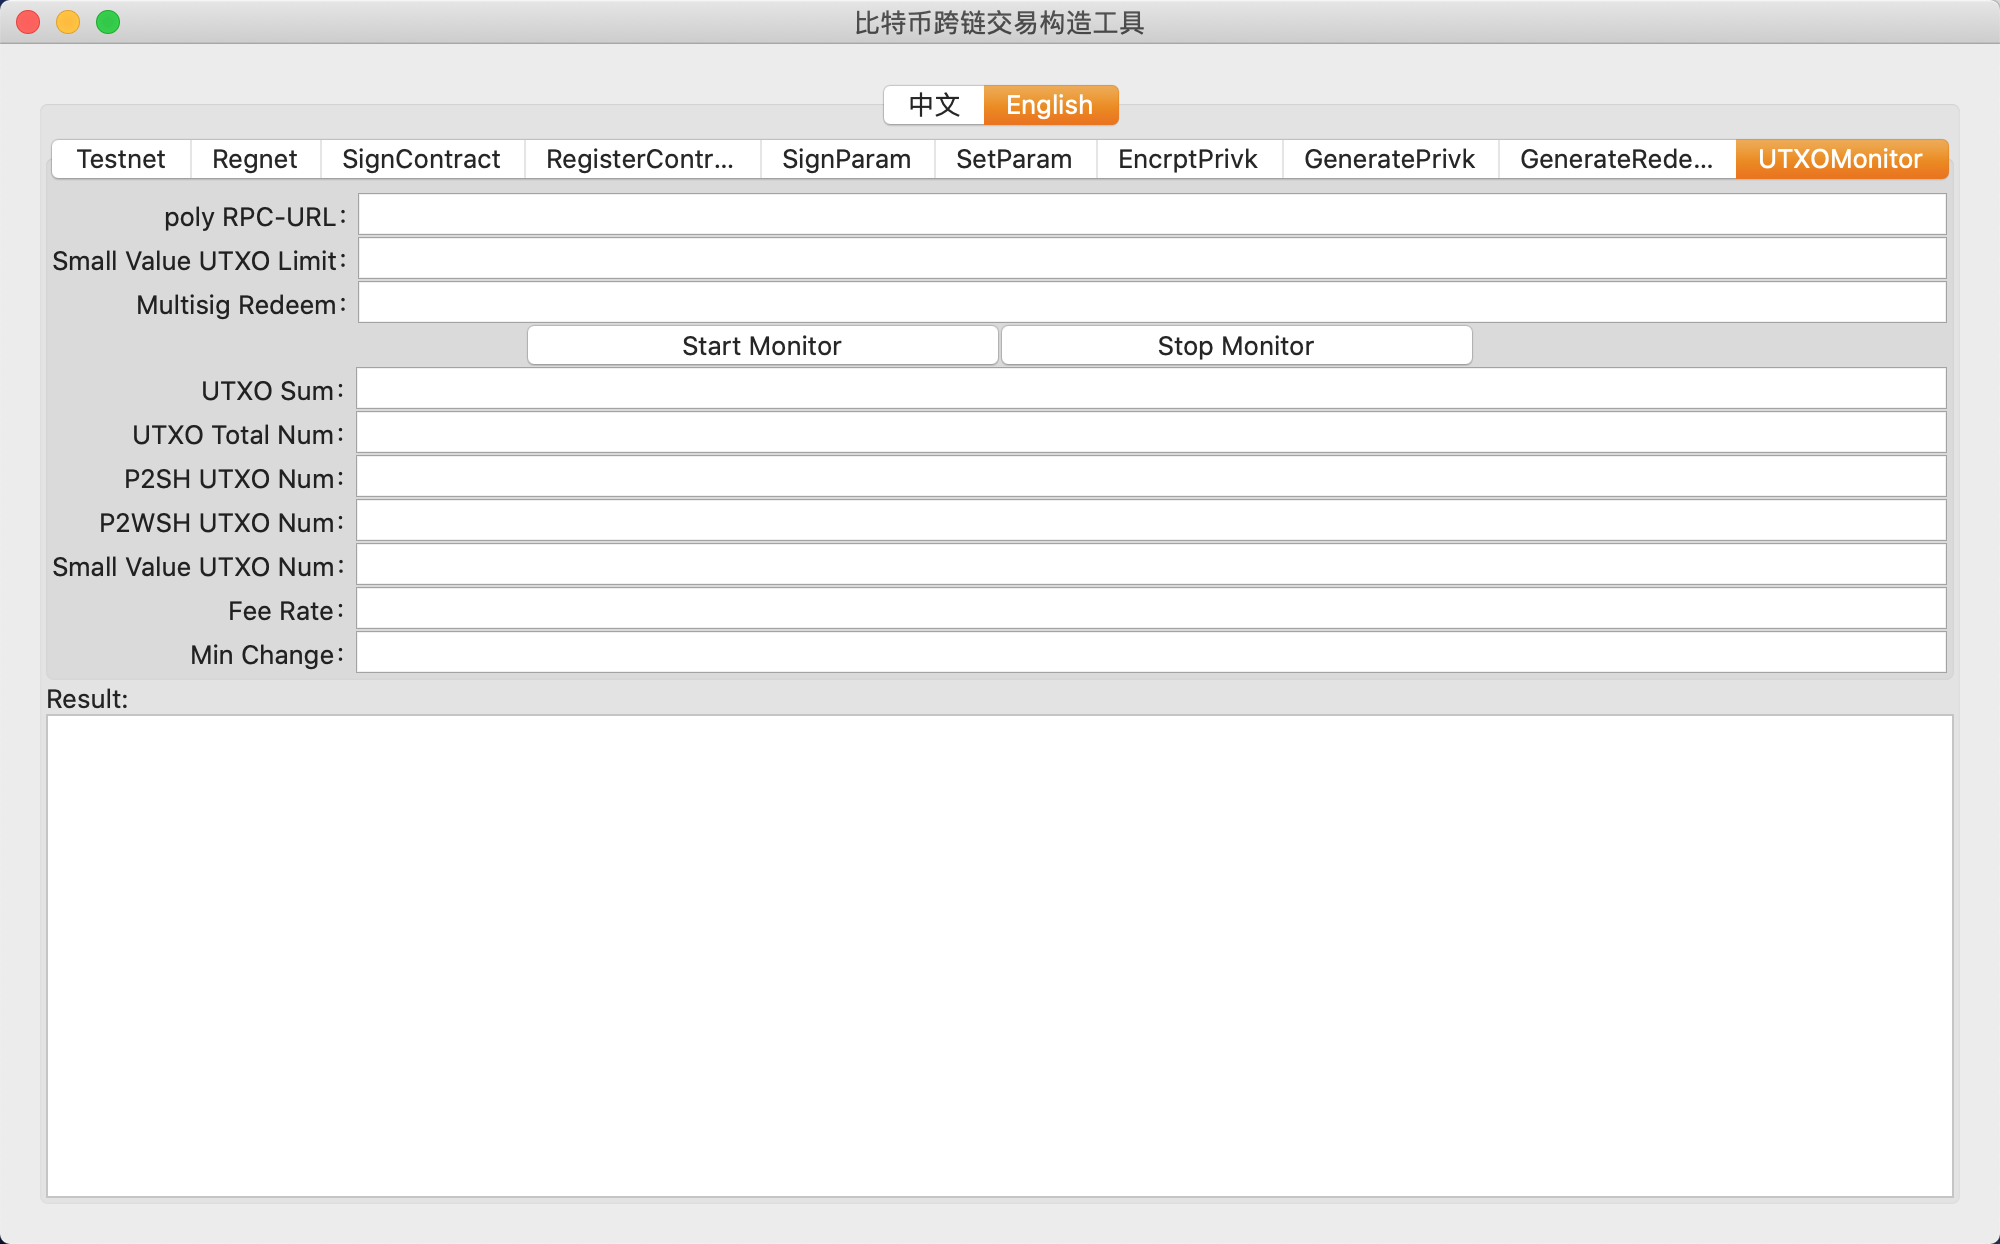 比特币跨链交易构造工具
中文 English
Testnet Regnet SignContract RegisterContr... SignParam SetParam EncrptPrivk GeneratePrivk GenerateRede... UTXOMonitor
poly RPC-URL：
Small Value UTXO Limit：
Multisig Redeem：
Start Monitor Stop Monitor
UTXO Sum：
UTXO Total Num：
P2SH UTXO Num：
P2WSH UTXO Num：
Small Value UTXO Num：
Fee Rate：
Min Change：
Result: